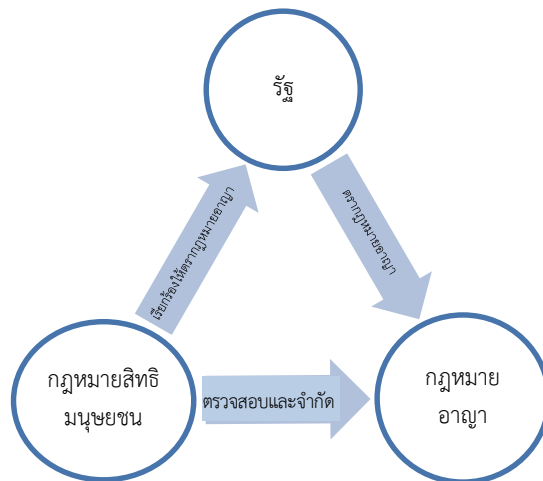 รัฐ
เรียกร้องให้ตรากฎหมายอาญา
ตรากฎหมายอาญา
กฎหมายสิทธิ
มนุษยชน
ตรวจสอบและจำกัด
กฎหมาย
อาญา